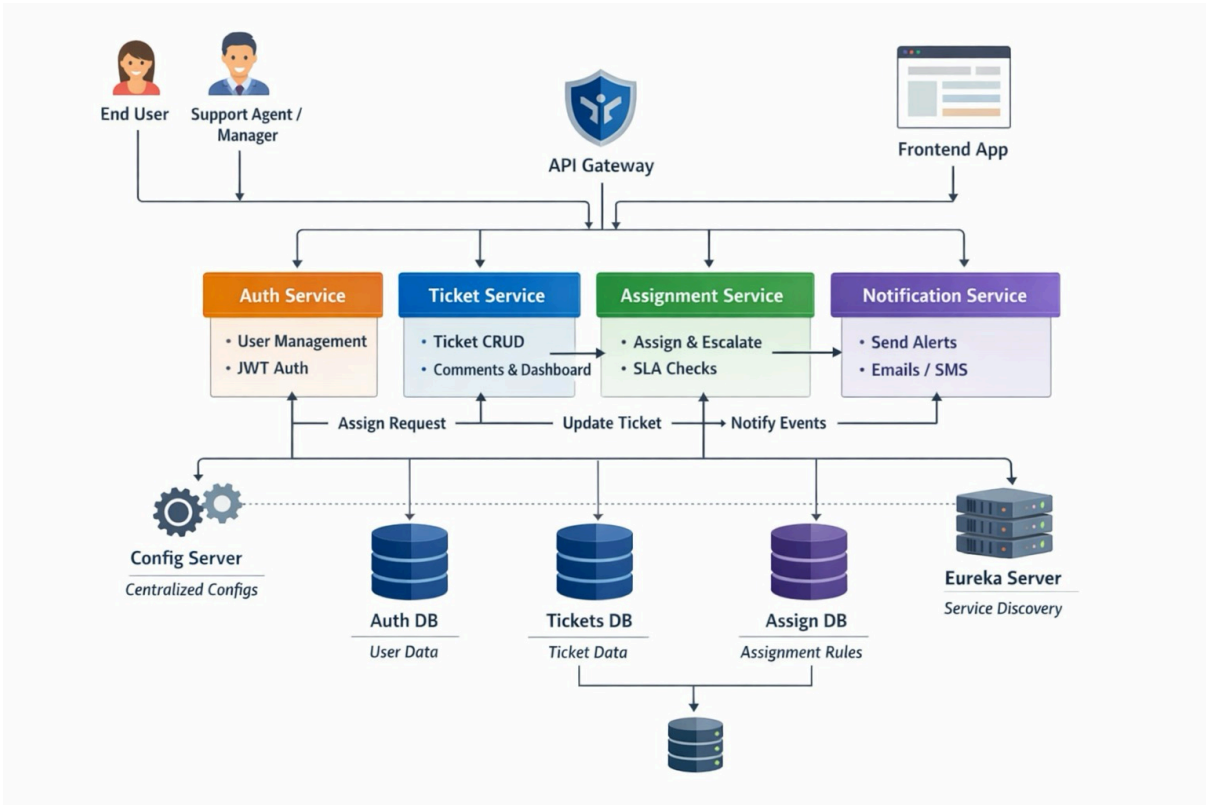 End User
Support Agent /
Manager
API Gateway
Frontend App
Auth Service
• User Management
• JWT Auth
Ticket Service
• Ticket CRUD
• Comments & Dashboard
Assignment Service
• Assign & Escalate
• SLA Checks
Notification Service
• Send Alerts
• Emails / SMS
Assign Request
Update Ticket
Notify Events
Config Server
Centralized Configs
Auth DB
User Data
Tickets DB
Ticket Data
Assign DB
Assignment Rules
Eureka Server
Service Discovery